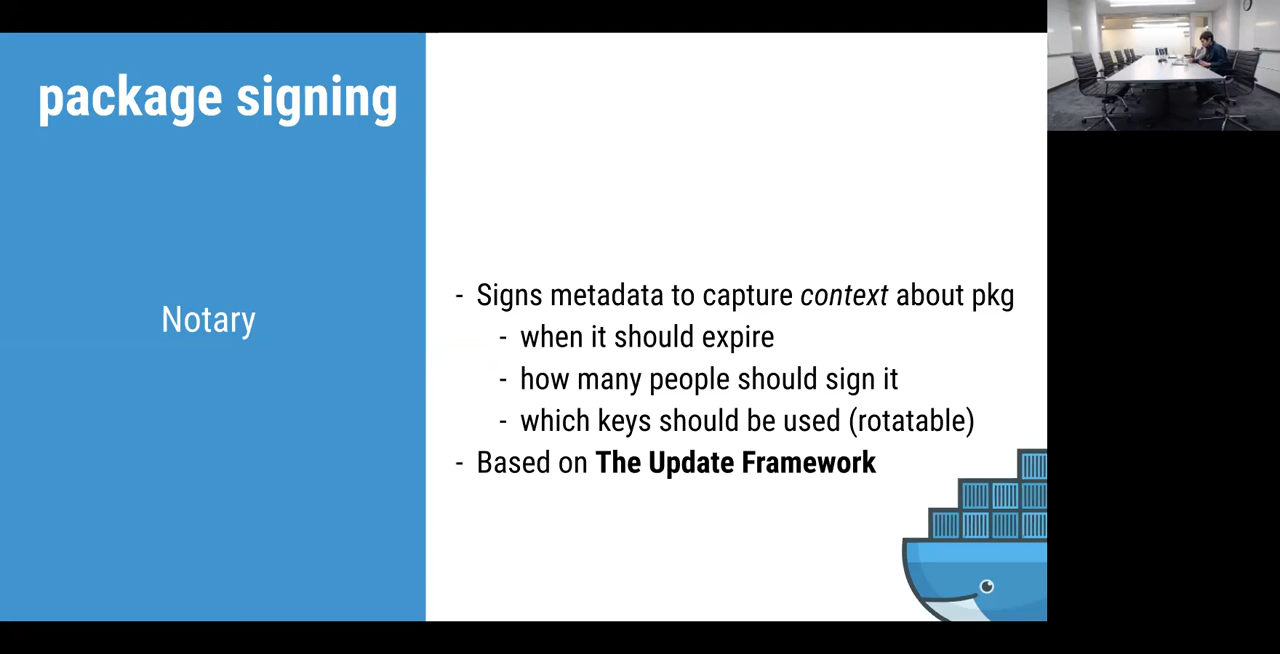 package signing
Notary
- Signs metadata to capture context about pkg
- when it should expire
- how many people should sign it
- which keys should be used (rotatable)
- Based on The Update Framework